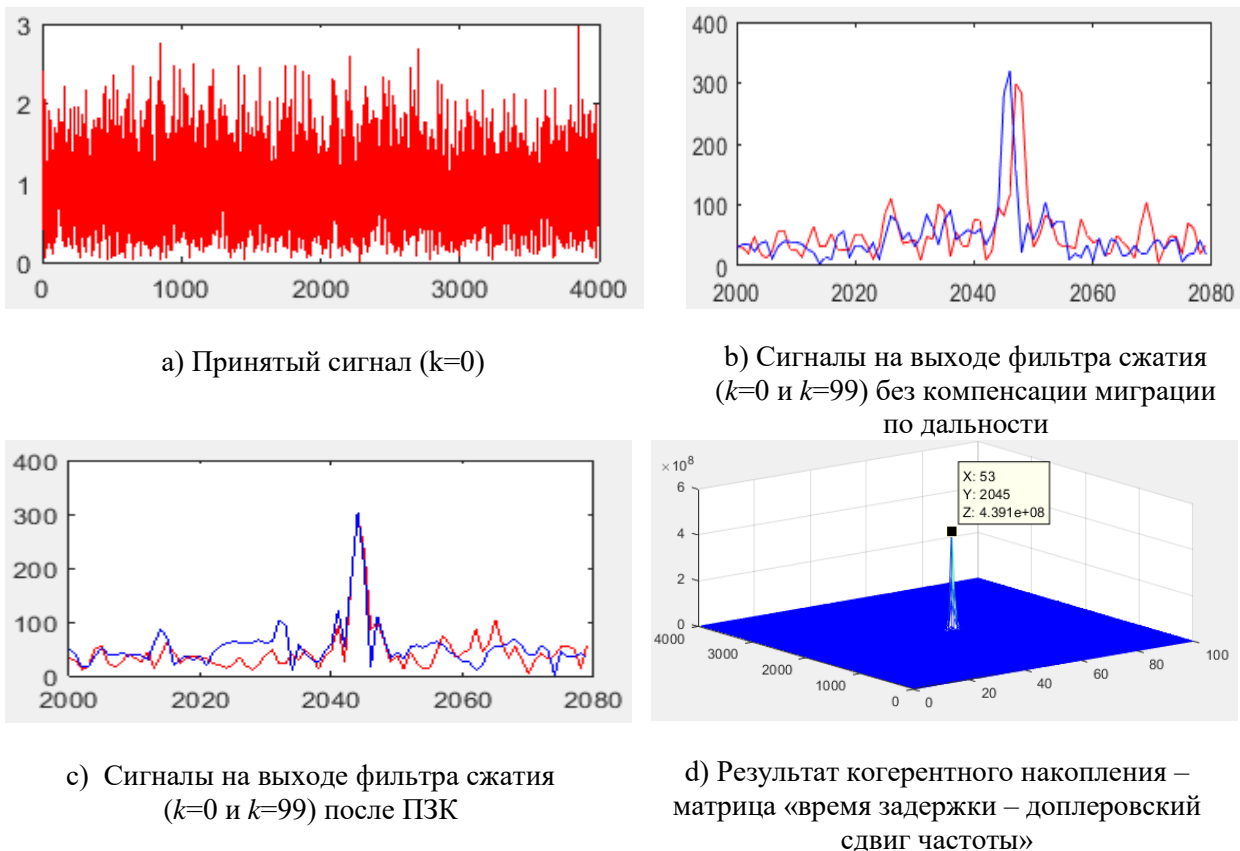 3
2
1
0
0 1000 2000 3000 4000
a) Принятый сигнал (k=0)
400
300
200
100
0
2000 2020 2040 2060 2080
b) Сигналы на выходе фильтра сжатия
(k=0 и k=99) без компенсации миграции
по дальности
400
300
200
100
0
2000 2020 2040 2060 2080
c) Сигналы на выходе фильтра сжатия
(k=0 и k=99) после ПЗК
×10⁸
6
4
2
0
X: 53
Y: 2045
Z: 4.391e+08
4000
3000
2000
1000
0
0 20 40 60 80 100
d) Результат когерентного накопления –
матрица «время задержки – доплеровский
сдвиг частоты»